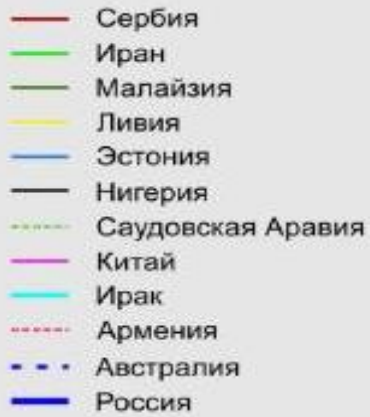 Сербия
Иран
Малайзия
Ливия
Эстония
Нигерия
Саудовская Аравия
Китай
Ирак
Армения
Австралия
Россия